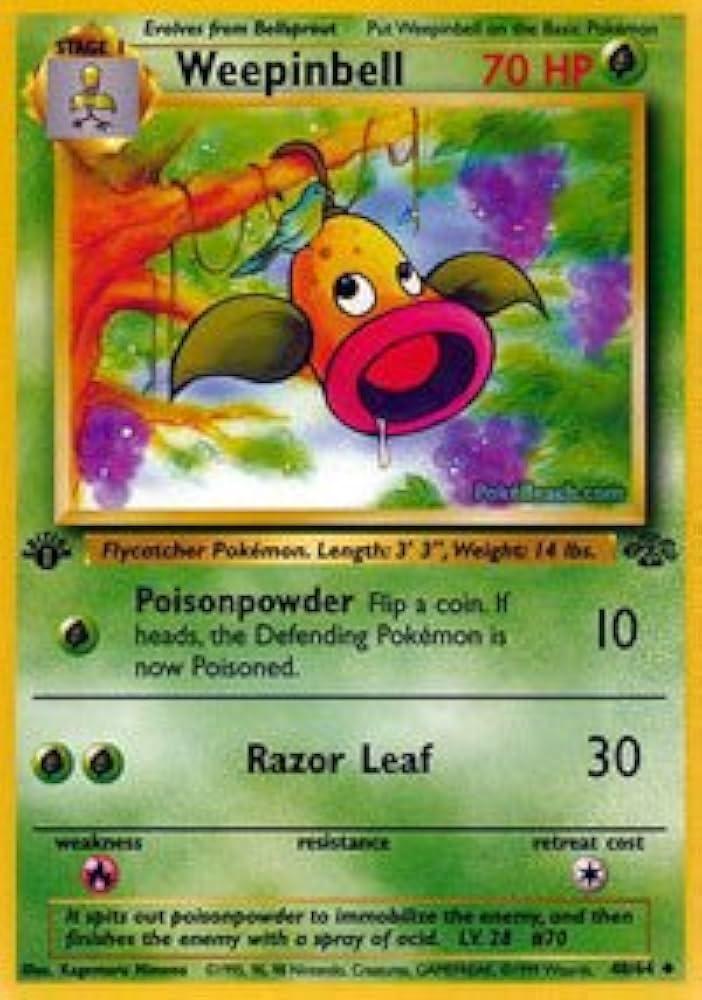 Evolves from Bellsprout Put Weepinbell on the Basic Pokémon
STAGE 1
Weepinbell 70 HP
PokéBeach.com
Flycatcher Pokémon. Length: 3' 3", Weight: 14 lbs.
Poisonpowder Flip a coin. If
heads, the Defending Pokémon is
now Poisoned.
10
Razor Leaf 30
weakness resistance retreat cost
It spits out poisonpowder to immobilize the enemy, and then
finishes the enemy with a spray of acid. LV. 28 #70
Illus. Kagemaru Himeno ©1995, 96, 98 Nintendo, Creatures, GAMEFREAK, ©1999 Wizards. 48/64